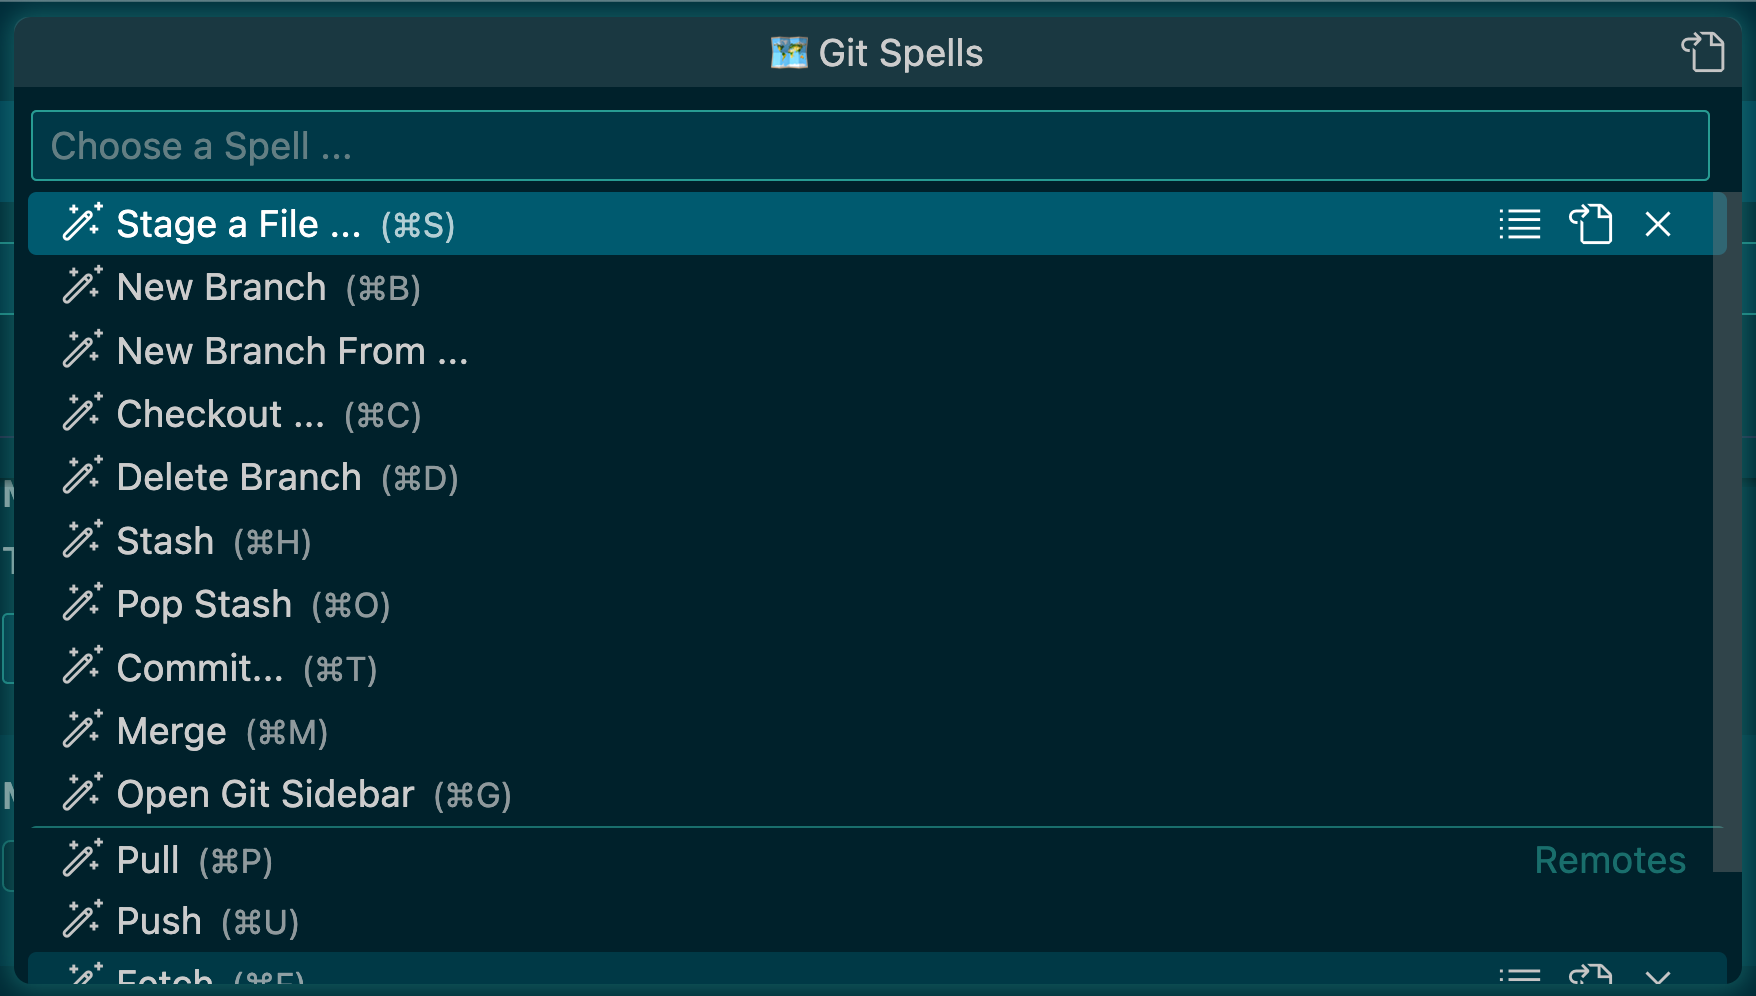 🗺️ Git Spells
Choose a Spell ...
Stage a File ... (⌘S)
New Branch (⌘B)
New Branch From ...
Checkout ... (⌘C)
Delete Branch (⌘D)
Stash (⌘H)
Pop Stash (⌘O)
Commit... (⌘T)
Merge (⌘M)
Open Git Sidebar (⌘G)
Pull (⌘P) Remotes
Push (⌘U)
Fetch (⌘F)